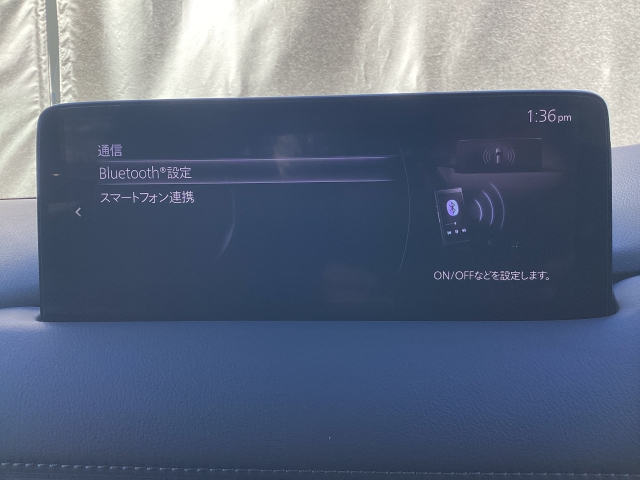 1:36pm
通信
Bluetooth®設定
スマートフォン連携
ON/OFFなどを設定します。